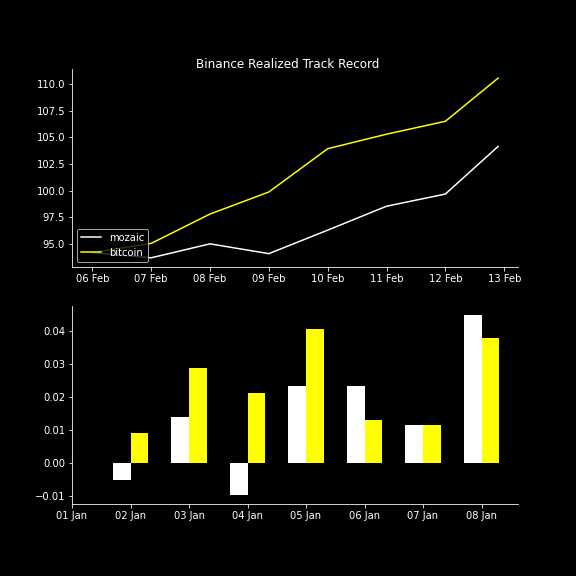 Binance Realized Track Record
110.0
107.5
105.0
102.5
100.0
97.5
95.0
mozaic
bitcoin
06 Feb 07 Feb 08 Feb 09 Feb 10 Feb 11 Feb 12 Feb 13 Feb
0.04
0.03
0.02
0.01
0.00
−0.01
01 Jan 02 Jan 03 Jan 04 Jan 05 Jan 06 Jan 07 Jan 08 Jan